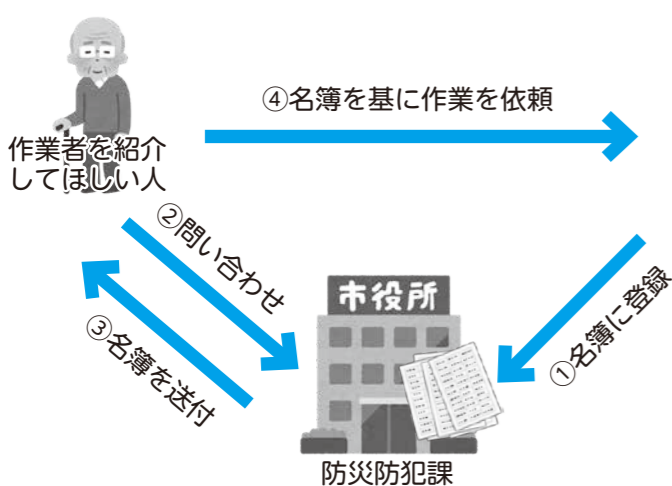 ④名簿を基に作業を依頼
作業者を紹介
してほしい人
②問い合わせ
③名簿を送付
市役所
①名簿に登録
防災防犯課